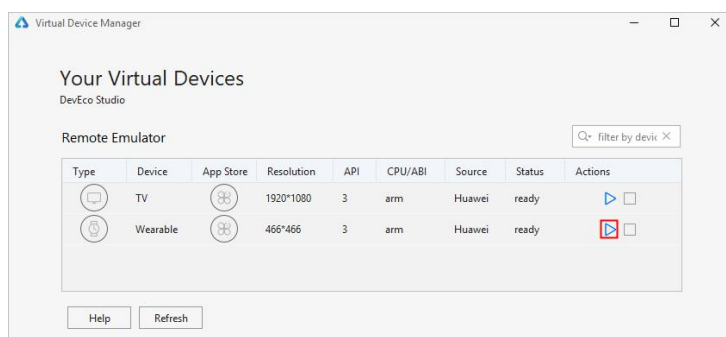 Virtual Device Manager
Your Virtual Devices
DevEco Studio
Remote Emulator
filter by devic
Type Device App Store Resolution API CPU/ABI Source Status Actions
TV 1920*1080 3 arm Huawei ready
Wearable 466*466 3 arm Huawei ready
Help Refresh